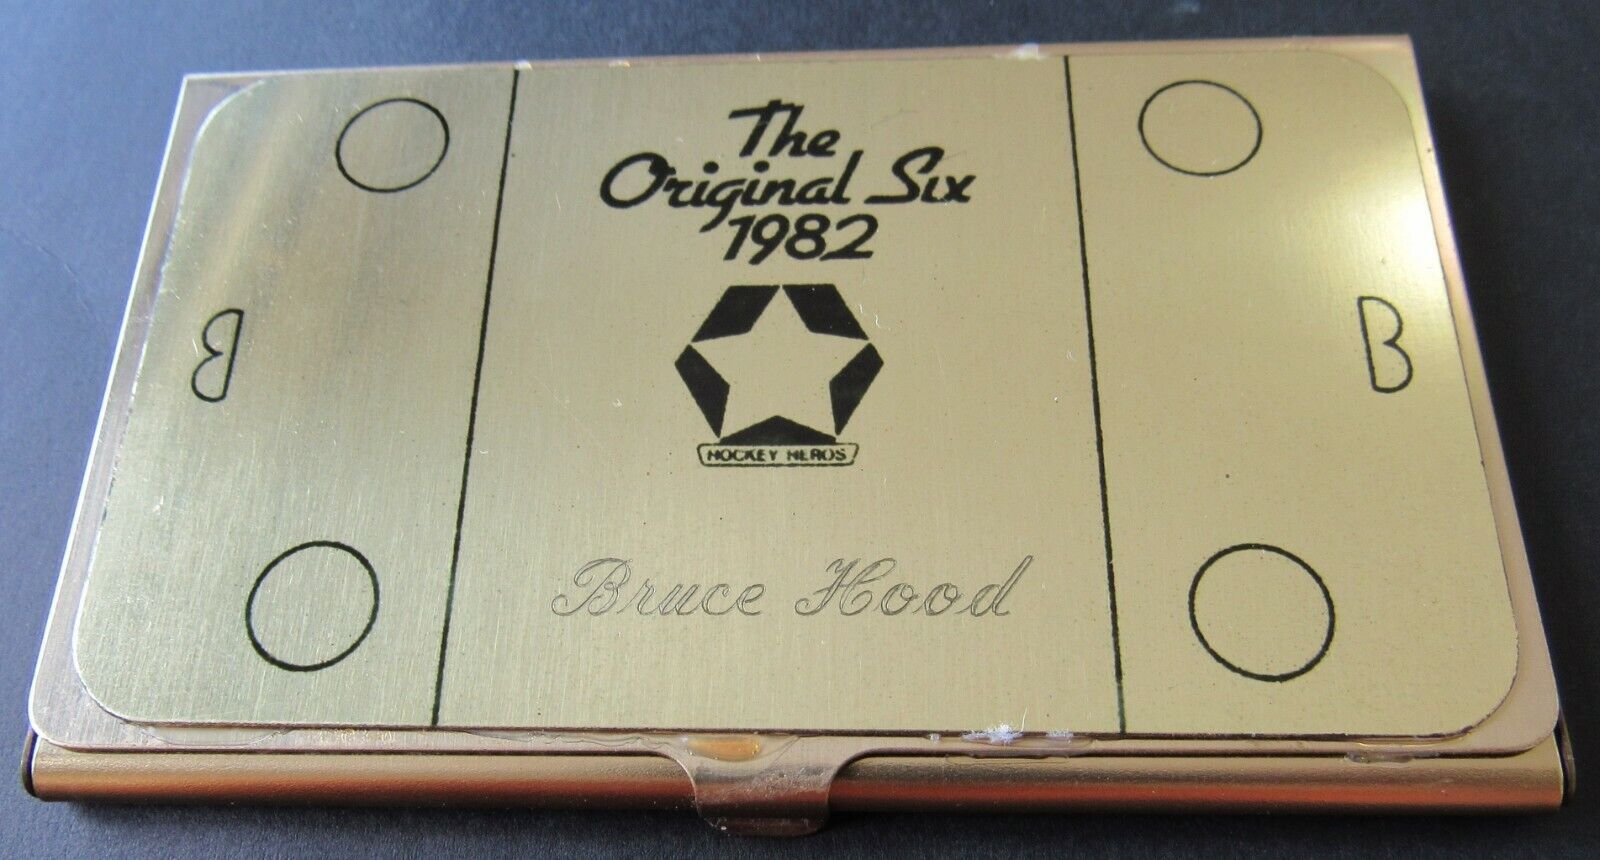 The
Original Six
1982
HOCKEY HEROS
Bruce Hood